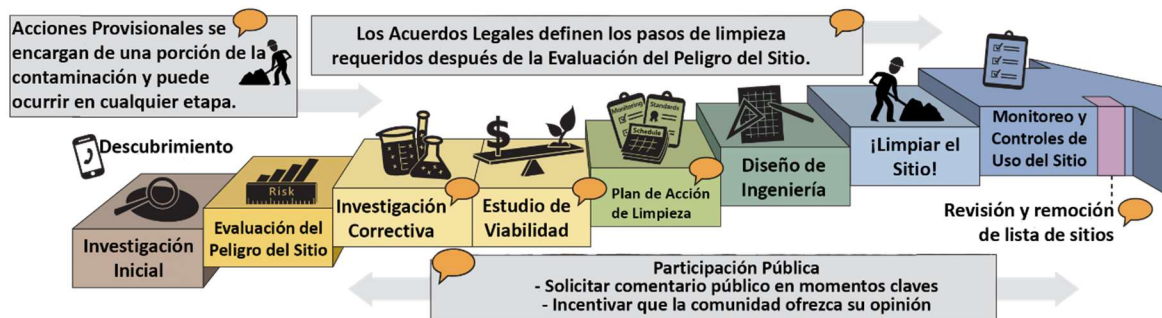 Acciones Provisionales se
encargan de una porción de la
contaminación y puede
ocurrir en cualquier etapa.
Los Acuerdos Legales definen los pasos de limpieza
requeridos después de la Evaluación del Peligro del Sitio.
Descubrimiento
Investigación
Inicial
Risk
Evaluación del
Peligro del Sitio
Investigación
Correctiva
$
Estudio de
Viabilidad
Monitoring
Standards
Schedule
Plan de Acción
de Limpieza
Diseño de
Ingeniería
¡Limpiar el
Sitio!
Monitoreo y
Controles de
Uso del Sitio
Revisión y remoción
de lista de sitios
Participación Pública
- Solicitar comentario público en momentos claves
- Incentivar que la comunidad ofrezca su opinión